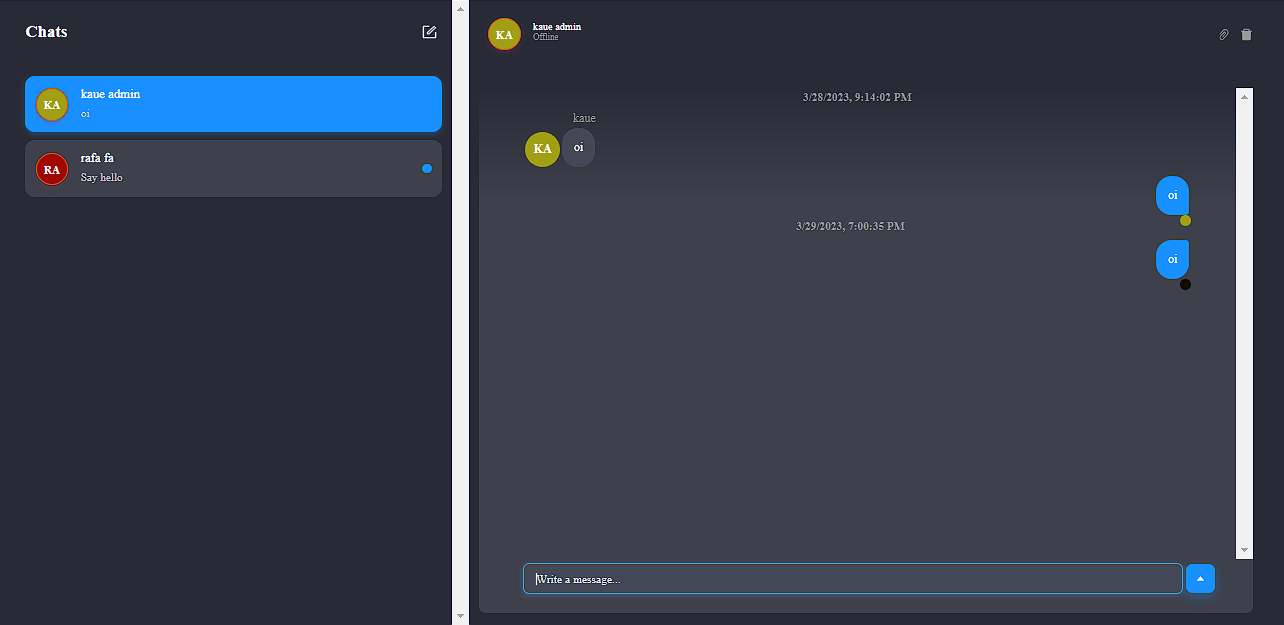 Chats
KA
kaue admin
oi
RA
rafa fa
Say hello
KA
kaue admin
Offline
3/28/2023, 9:14:02 PM
kaue
KA
oi
oi
3/29/2023, 7:00:35 PM
oi
Write a message...